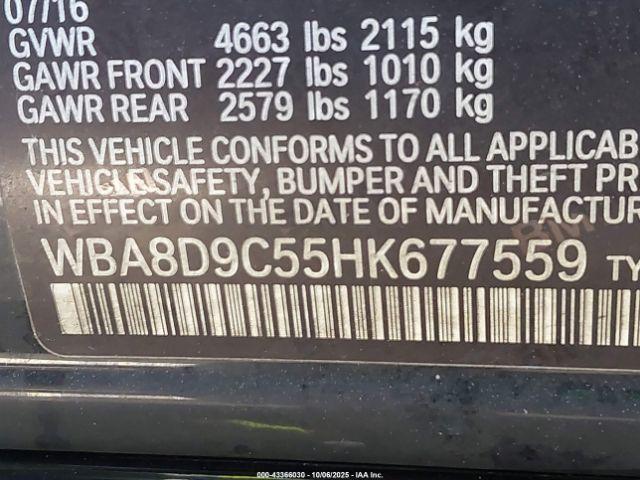 07/16
GVWR 4663 lbs 2115 kg
GAWR FRONT 2227 lbs 1010 kg
GAWR REAR 2579 lbs 1170 kg
THIS VEHICLE CONFORMS TO ALL APPLICAB
VEHICLE SAFETY, BUMPER AND THEFT PR
IN EFFECT ON THE DATE OF MANUFACTUR
WBA8D9C55HK677559 TY
000-43366030 - 10/06/2025 - IAA Corp.